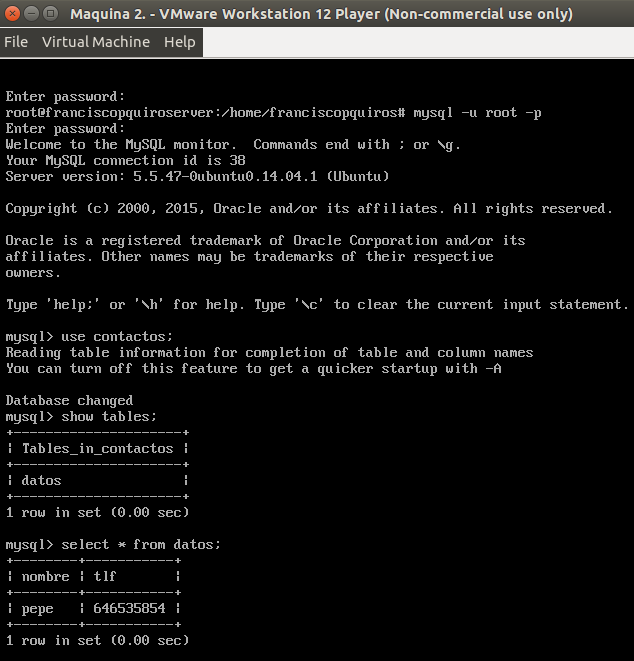 Maquina 2. - VMware Workstation 12 Player (Non-commercial use only)
File Virtual Machine Help
Enter password:
root@franciscopquiroserver:/home/franciscopquiros# mysql -u root -p
Enter password:
Welcome to the MySQL monitor.  Commands end with ; or \g.
Your MySQL connection id is 38
Server version: 5.5.47-0ubuntu0.14.04.1 (Ubuntu)
Copyright (c) 2000, 2015, Oracle and/or its affiliates. All rights reserved.
Oracle is a registered trademark of Oracle Corporation and/or its
affiliates. Other names may be trademarks of their respective
owners.
Type 'help;' or '\h' for help. Type '\c' to clear the current input statement.
mysql> use contactos;
Reading table information for completion of table and column names
You can turn off this feature to get a quicker startup with -A
Database changed
mysql> show tables;
+---------------------+
| Tables_in_contactos |
+---------------------+
| datos               |
+---------------------+
1 row in set (0.00 sec)
mysql> select * from datos;
+--------+-----------+
| nombre | tlf       |
+--------+-----------+
| pepe   | 646535854 |
+--------+-----------+
1 row in set (0.00 sec)